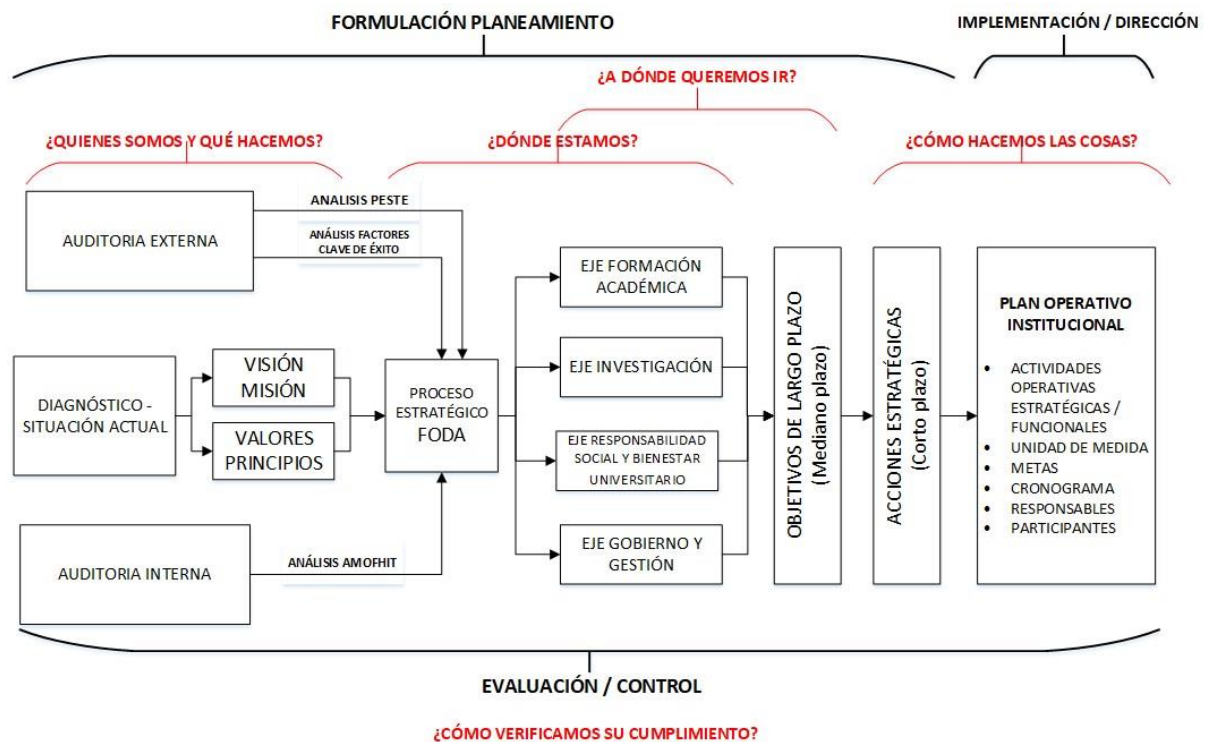 FORMULACIÓN PLANEAMIENTO
IMPLEMENTACIÓN / DIRECCIÓN
¿A DÓNDE QUEREMOS IR?
¿QUIENES SOMOS Y QUÉ HACEMOS?
¿DÓNDE ESTAMOS?
¿CÓMO HACEMOS LAS COSAS?
AUDITORIA EXTERNA
ANALISIS PESTE
ANÁLISIS FACTORES
CLAVE DE ÉXITO
DIAGNÓSTICO -
SITUACIÓN ACTUAL
VISIÓN
MISIÓN
VALORES
PRINCIPIOS
AUDITORIA INTERNA
ANÁLISIS AMOFHIT
PROCESO
ESTRATÉGICO
FODA
EJE FORMACIÓN
ACADÉMICA
EJE INVESTIGACIÓN
EJE RESPONSABILIDAD
SOCIAL Y BIENESTAR
UNIVERSITARIO
EJE GOBIERNO Y
GESTIÓN
OBJETIVOS DE LARGO PLAZO
(Mediano plazo)
ACCIONES ESTRATÉGICAS
(Corto plazo)
PLAN OPERATIVO
INSTITUCIONAL
• ACTIVIDADES
OPERATIVAS
ESTRATÉGICAS /
FUNCIONALES
• UNIDAD DE MEDIDA
• METAS
• CRONOGRAMA
• RESPONSABLES
• PARTICIPANTES
EVALUACIÓN / CONTROL
¿CÓMO VERIFICAMOS SU CUMPLIMIENTO?